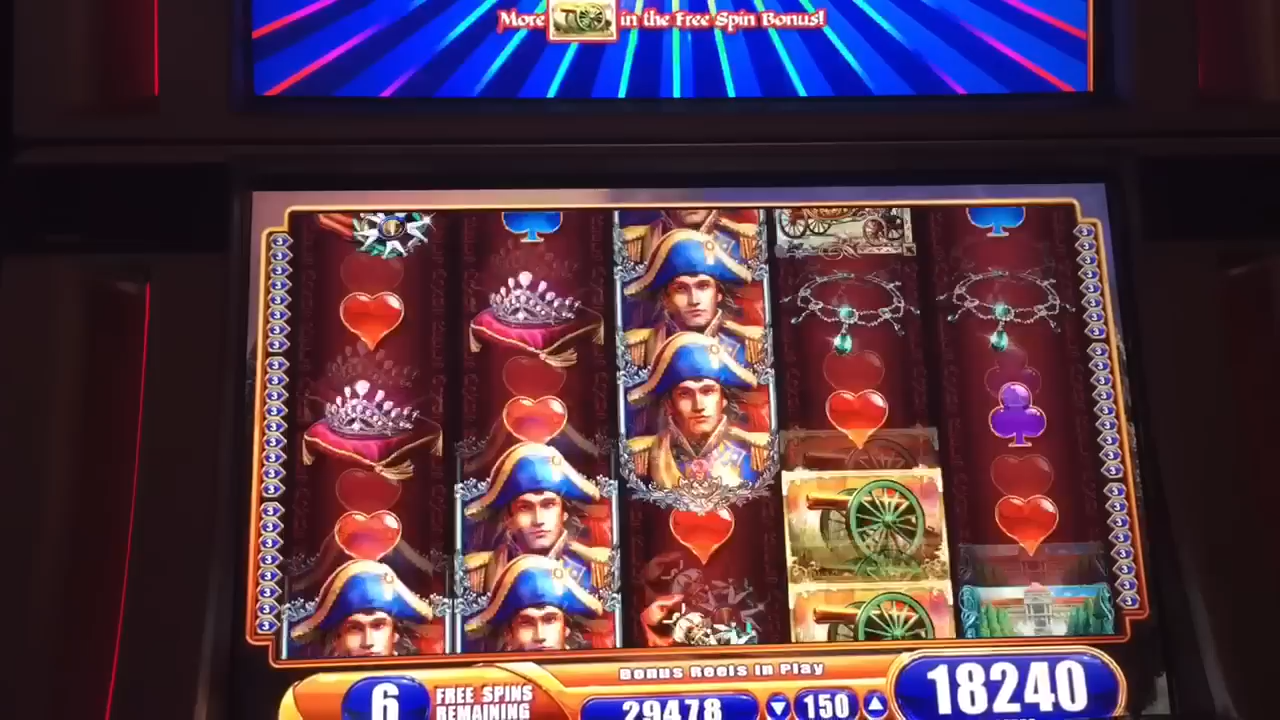 More in the Free Spin Bonus!
Bonus Reels In Play
6 FREE SPINS REMAINING
29478
150
18240